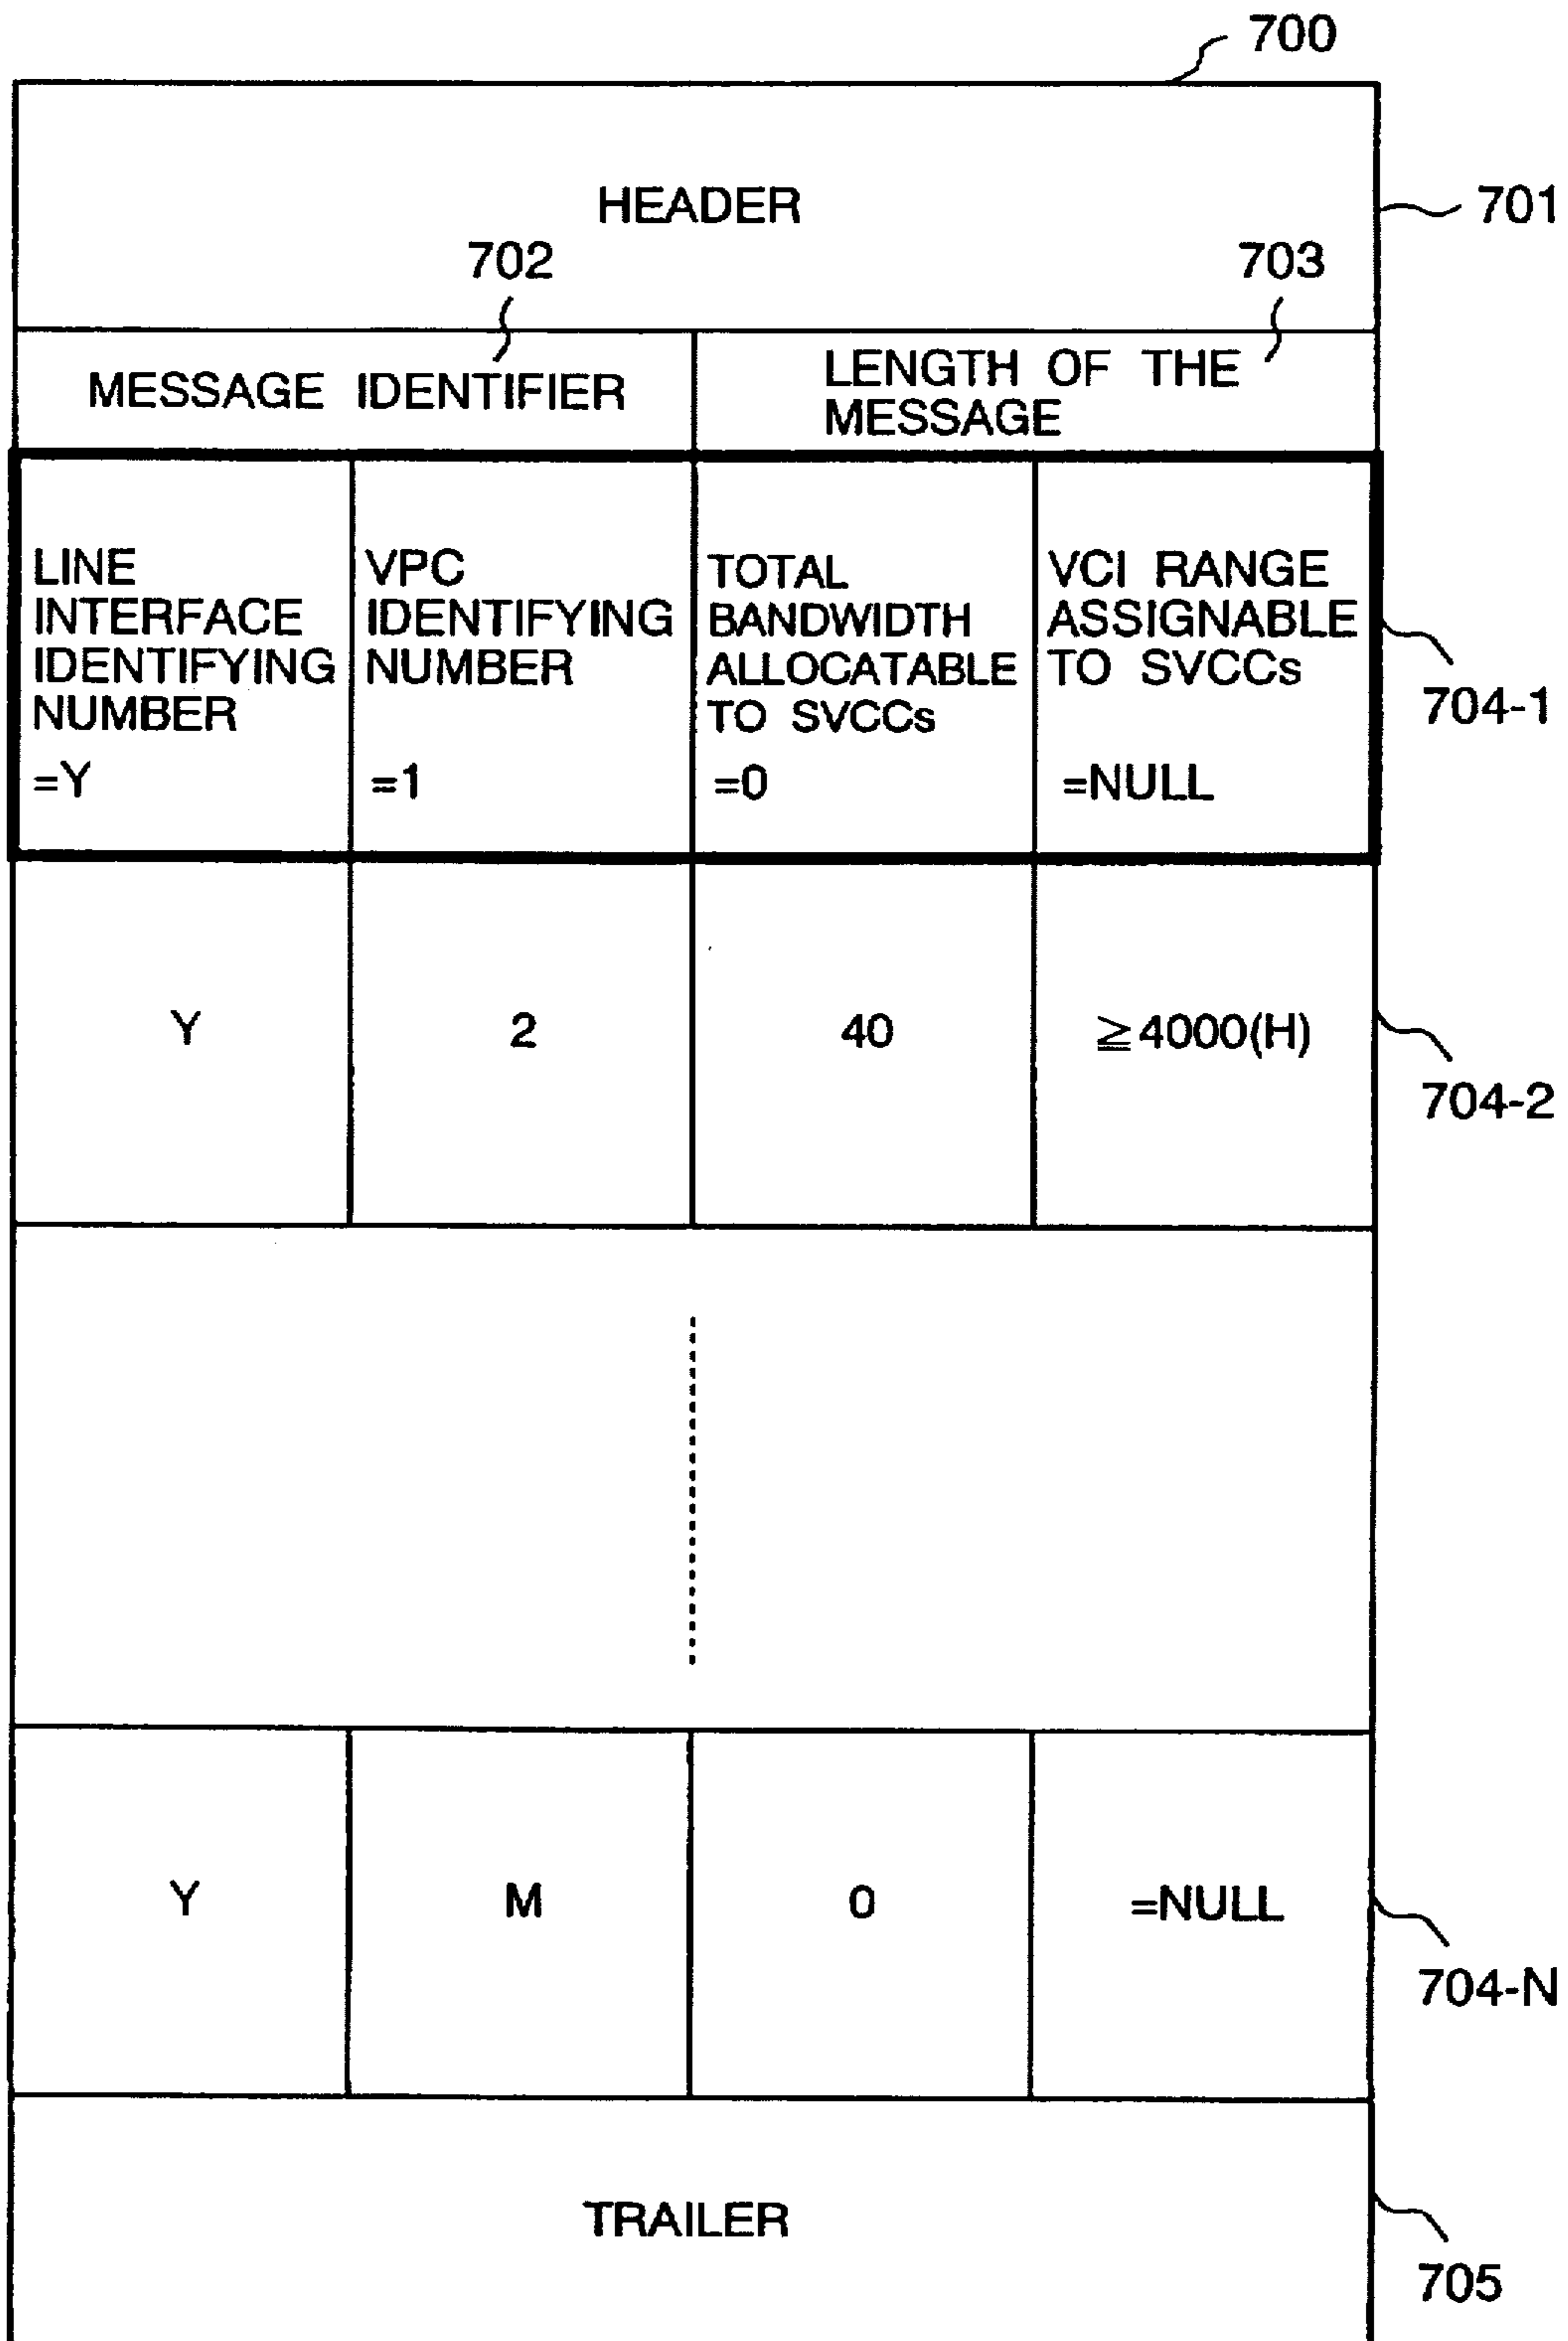 700
HEADER
701
702
703
MESSAGE IDENTIFIER
LENGTH OF THE
MESSAGE
LINE
INTERFACE
IDENTIFYING
NUMBER
=Y
VPC
IDENTIFYING
NUMBER
=1
TOTAL
BANDWIDTH
ALLOCATABLE
TO SVCCs
=0
VCI RANGE
ASSIGNABLE
TO SVCCs
=NULL
704-1
Y
2
40
≧4000(H)
704-2
Y
M
0
=NULL
704-N
TRAILER
705